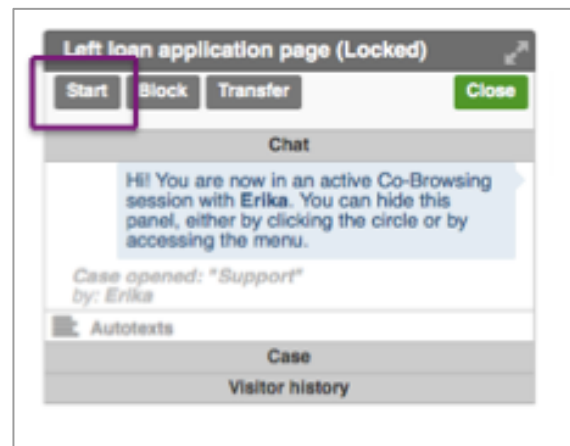 Left loan application page (Locked)
Start Block Transfer Close
Chat
Hi! You are now in an active Co-Browsing
session with Erika. You can hide this
panel, either by clicking the circle or by
accessing the menu.
Case opened: "Support"
by: Erika
Autotexts
Case
Visitor history